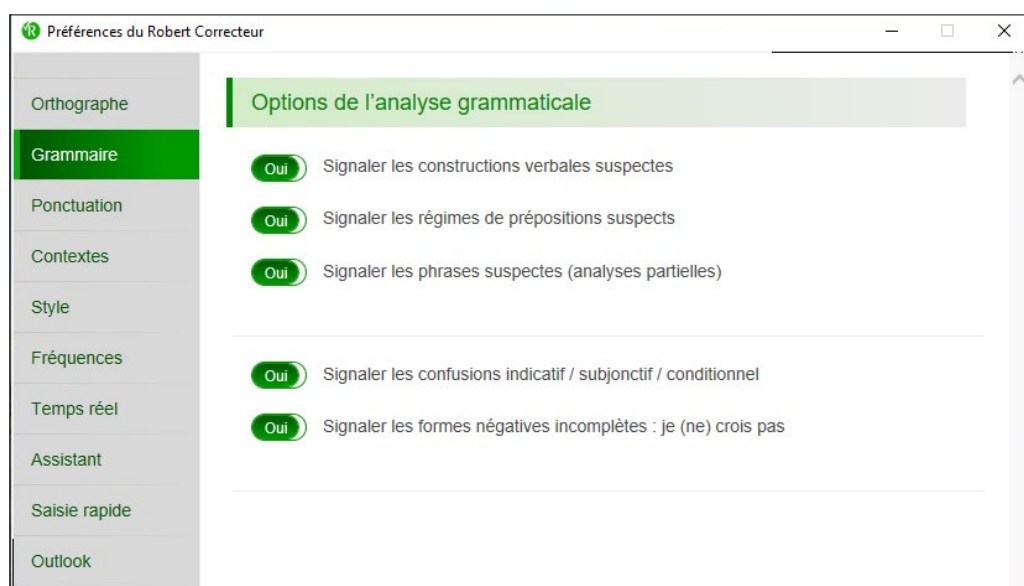 Préférences du Robert Correcteur
Orthographe
Grammaire
Ponctuation
Contextes
Style
Fréquences
Temps réel
Assistant
Saisie rapide
Outlook
Options de l’analyse grammaticale
Oui Signaler les constructions verbales suspectes
Oui Signaler les régimes de prépositions suspects
Oui Signaler les phrases suspectes (analyses partielles)
Oui Signaler les confusions indicatif / subjonctif / conditionnel
Oui Signaler les formes négatives incomplètes : je (ne) crois pas